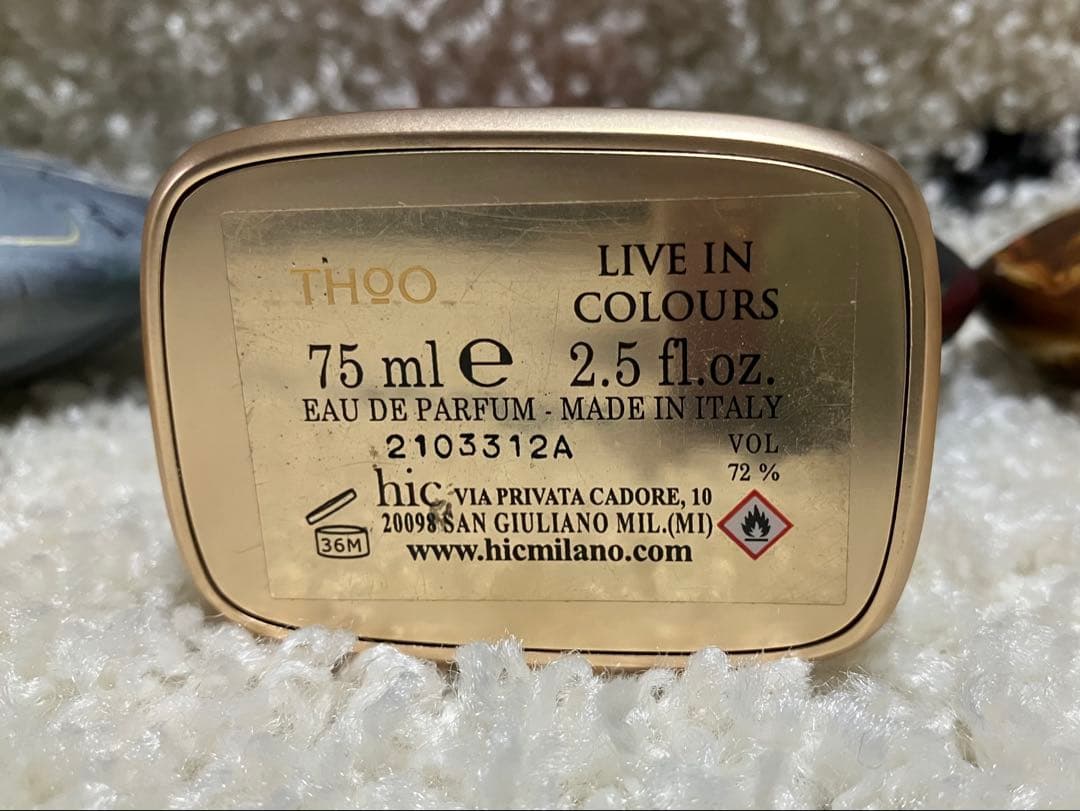 THOO
LIVE IN
COLOURS
75 ml e 2.5 fl.oz.
EAU DE PARFUM - MADE IN ITALY
2103312A
VOL
72 %
hic VIA PRIVATA CADORE, 10
20098 SAN GIULIANO MIL.(MI)
36M
www.hicmilano.com